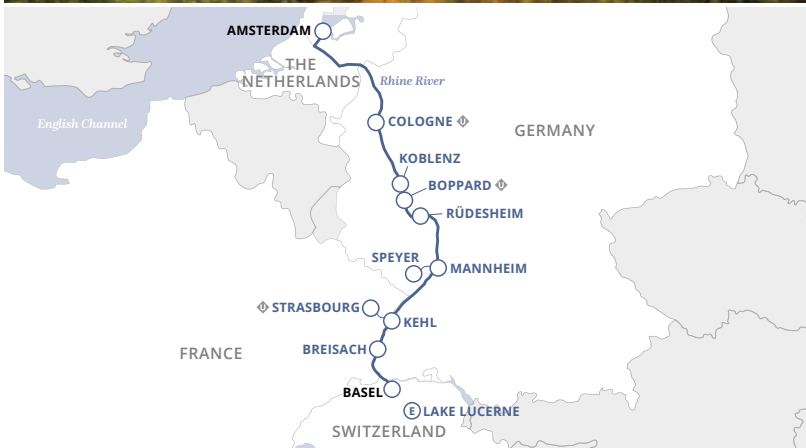 AMSTERDAM
THE
NETHERLANDS
Rhine River
English Channel
COLOGNE U
GERMANY
KOBLENZ
BOPPARD U
RÜDESHEIM
SPEYER
MANNHEIM
U STRASBOURG
KEHL
FRANCE
BREISACH
BASEL
E LAKE LUCERNE
SWITZERLAND